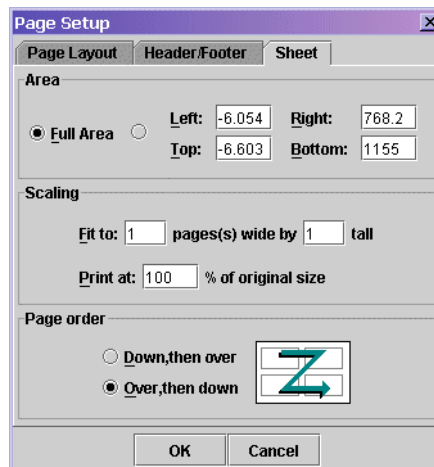 Page Setup
Page Layout Header/Footer Sheet
Area
Full Area Left: -6.054 Right: 768.2
Top: -6.603 Bottom: 1155
Scaling
Fit to: 1 pages(s) wide by 1 tall
Print at: 100 % of original size
Page order
Down,then over
Over,then down
OK Cancel